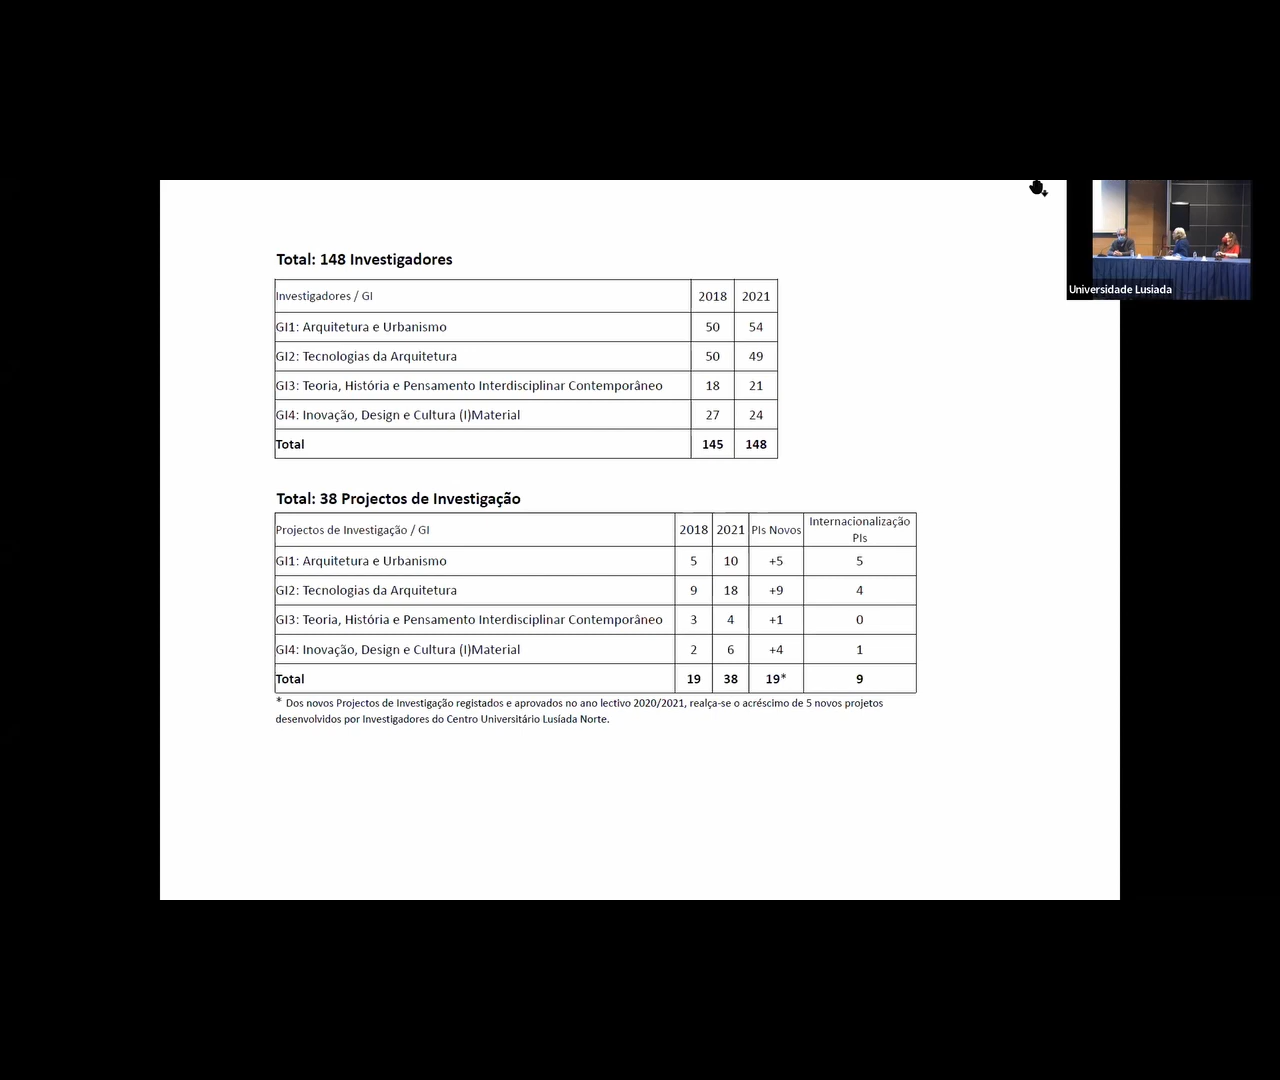 Total: 148 Investigadores
Investigadores / GI 2018 2021
GI1: Arquitetura e Urbanismo 50 54
GI2: Tecnologias da Arquitetura 50 49
GI3: Teoria, História e Pensamento Interdisciplinar Contemporâneo 18 21
GI4: Inovação, Design e Cultura (I)Material 27 24
Total 145 148
Total: 38 Projectos de Investigação
Projectos de Investigação / GI 2018 2021 PIs Novos Internacionalização PIs
GI1: Arquitetura e Urbanismo 5 10 +5 5
GI2: Tecnologias da Arquitetura 9 18 +9 4
GI3: Teoria, História e Pensamento Interdisciplinar Contemporâneo 3 4 +1 0
GI4: Inovação, Design e Cultura (I)Material 2 6 +4 1
Total 19 38 19* 9
* Dos novos Projectos de Investigação registados e aprovados no ano lectivo 2020/2021, realça-se o acréscimo de 5 novos projetos
desenvolvidos por Investigadores do Centro Universitário Lusíada Norte.
Universidade Lusíada